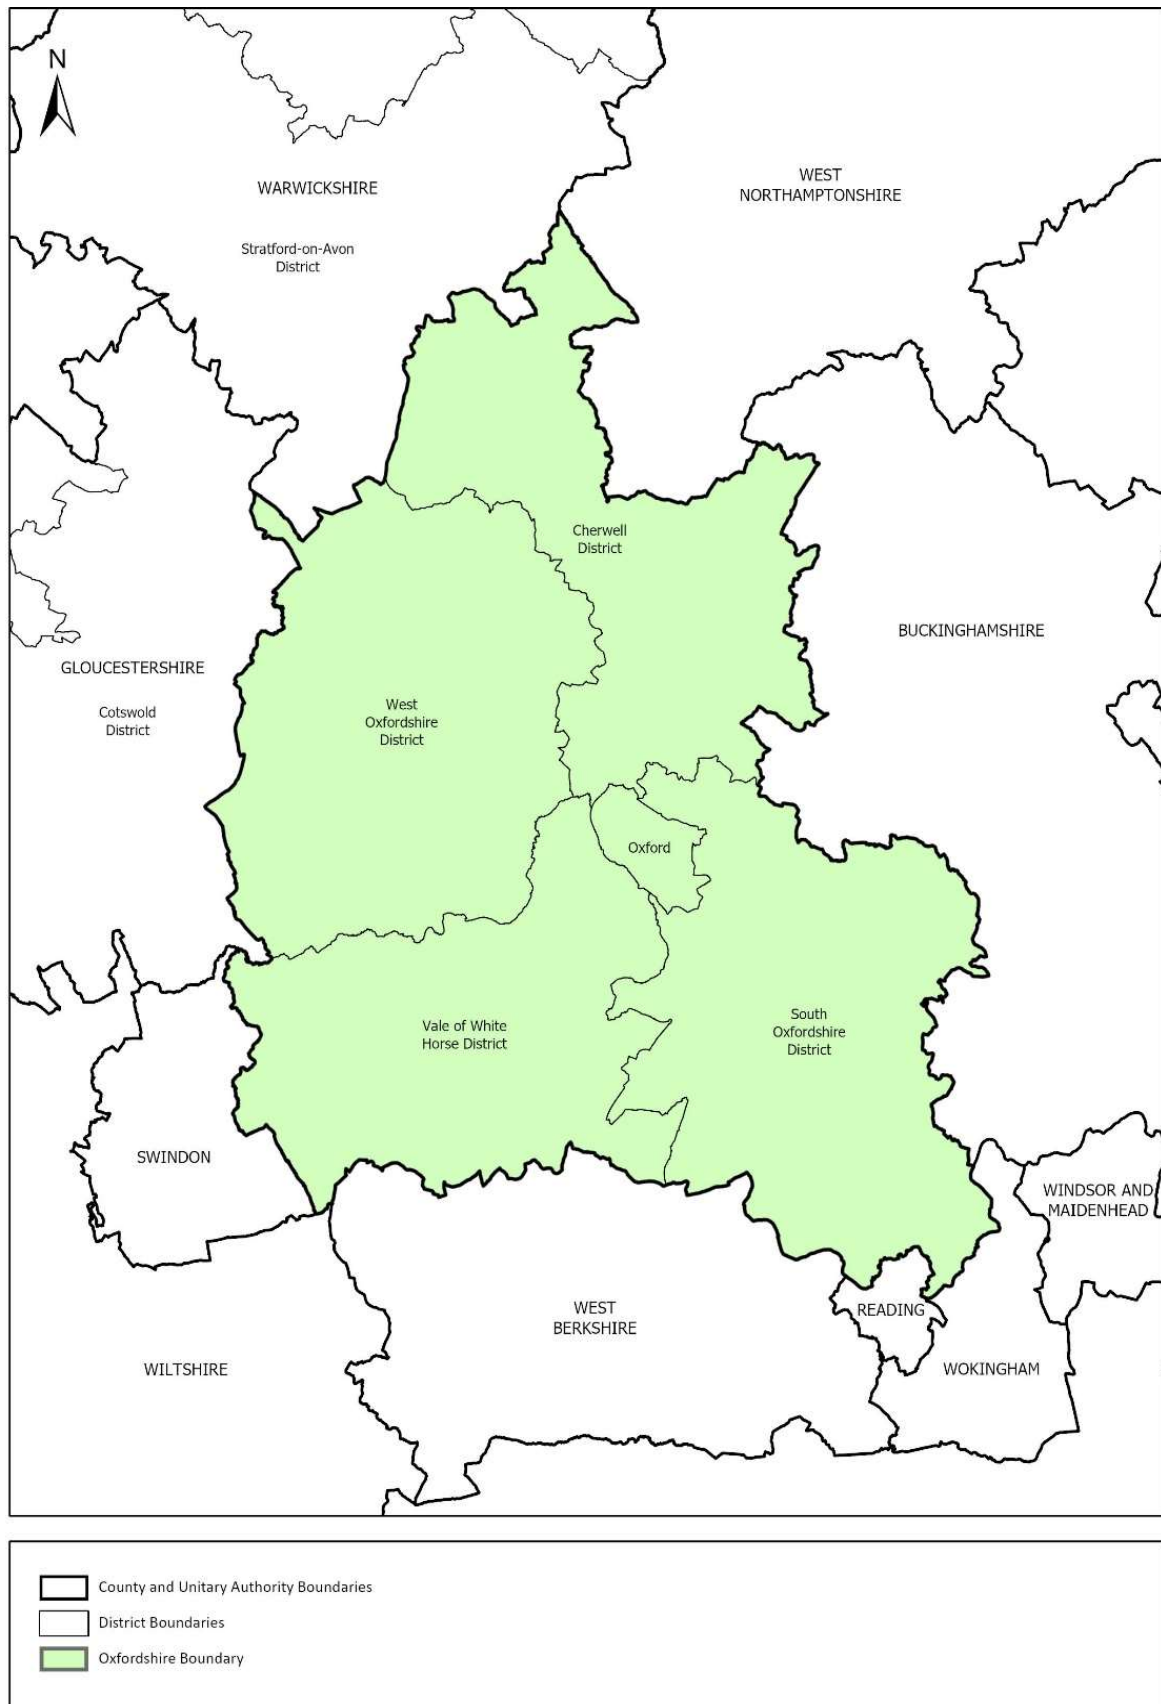 N
WARWICKSHIRE
WEST
NORTHAMPTONSHIRE
Stratford-on-Avon
District
Cherwell
District
BUCKINGHAMSHIRE
GLOUCESTERSHIRE
Cotswold
District
West
Oxfordshire
District
Oxford
Vale of White
Horse District
South
Oxfordshire
District
SWINDON
WINDSOR AND
MAIDENHEAD
WEST
BERKSHIRE
READING
WILTSHIRE
WOKINGHAM
County and Unitary Authority Boundaries
District Boundaries
Oxfordshire Boundary